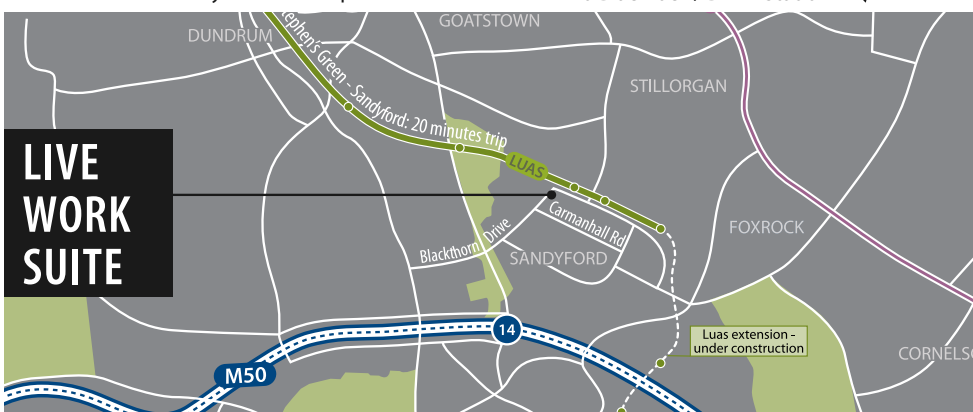 GOATSTOWN
DUNDRUM
Stephen's Green - Sandyford: 20 minutes trip
STILLORGAN
LUAS
LIVE
WORK
SUITE
Carmanhall Rd
Blackthorn Drive
FOXROCK
SANDYFORD
14
Luas extension -
under construction
M50